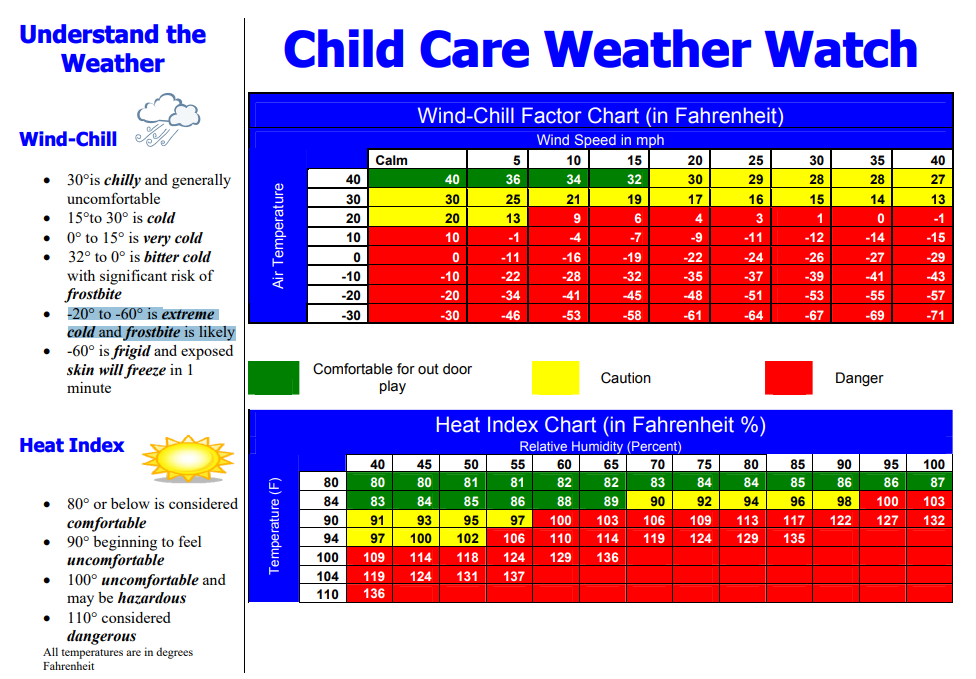 Understand the
Weather
Wind-Chill
• 30°is chilly and generally
uncomfortable
• 15°to 30° is cold
• 0° to 15° is very cold
• 32° to 0° is bitter cold
with significant risk of
frostbite
• -20° to -60° is extreme
cold and frostbite is likely
• -60° is frigid and exposed
skin will freeze in 1
minute
Heat Index
• 80° or below is considered
comfortable
• 90° beginning to feel
uncomfortable
• 100° uncomfortable and
may be hazardous
• 110° considered
dangerous
All temperatures are in degrees
Fahrenheit
Child Care Weather Watch
Wind-Chill Factor Chart (in Fahrenheit)
Wind Speed in mph
Air Temperature
Calm 5 10 15 20 25 30 35 40
40 40 36 34 32 30 29 28 28 27
30 30 25 21 19 17 16 15 14 13
20 20 13 9 6 4 3 1 0 -1
10 10 -1 -4 -7 -9 -11 -12 -14 -15
0 0 -11 -16 -19 -22 -24 -26 -27 -29
-10 -10 -22 -28 -32 -35 -37 -39 -41 -43
-20 -20 -34 -41 -45 -48 -51 -53 -55 -57
-30 -30 -46 -53 -58 -61 -64 -67 -69 -71
Comfortable for out door
play
Caution
Danger
Heat Index Chart (in Fahrenheit %)
Relative Humidity (Percent)
Temperature (F)
40 45 50 55 60 65 70 75 80 85 90 95 100
80 80 80 81 81 82 82 83 84 84 85 86 86 87
84 83 84 85 86 88 89 90 92 94 96 98 100 103
90 91 93 95 97 100 103 106 109 113 117 122 127 132
94 97 100 102 106 110 114 119 124 129 135
100 109 114 118 124 129 136
104 119 124 131 137
110 136